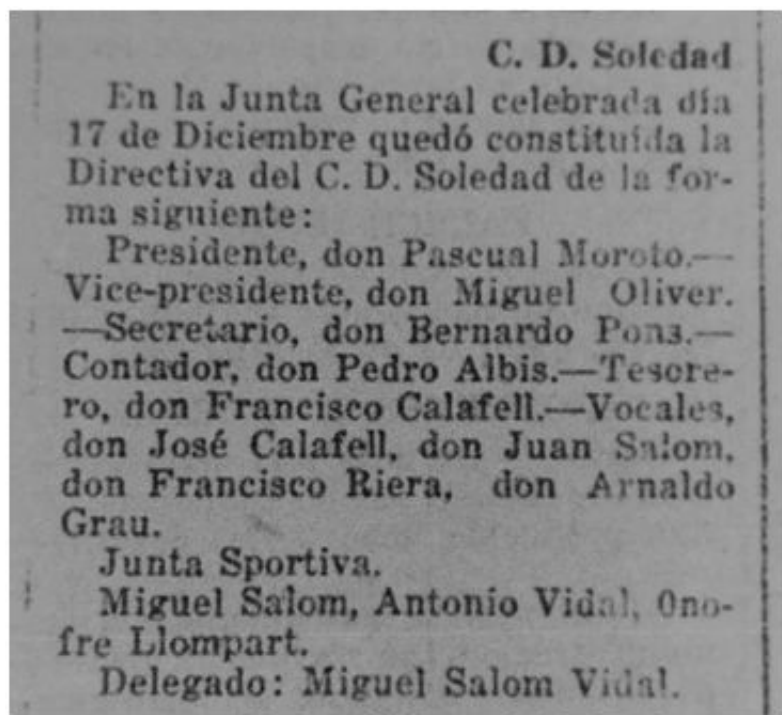 C. D. Soledad
En la Junta General celebrada día
17 de Diciembre quedó constituída la
Directiva del C. D. Soledad de la for-
ma siguiente:
Presidente, don Pascual Moroto.—
Vice-presidente, don Miguel Oliver.
—Secretario, don Bernardo Pons.—
Contador, don Pedro Albis.—Tesore-
ro, don Francisco Calafell.—Vocales,
don José Calafell, don Juan Salom,
don Francisco Riera, don Arnaldo
Grau.
Junta Sportiva.
Miguel Salom, Antonio Vidal, Ono-
fre Llompart.
Delegado: Miguel Salom Vidal.